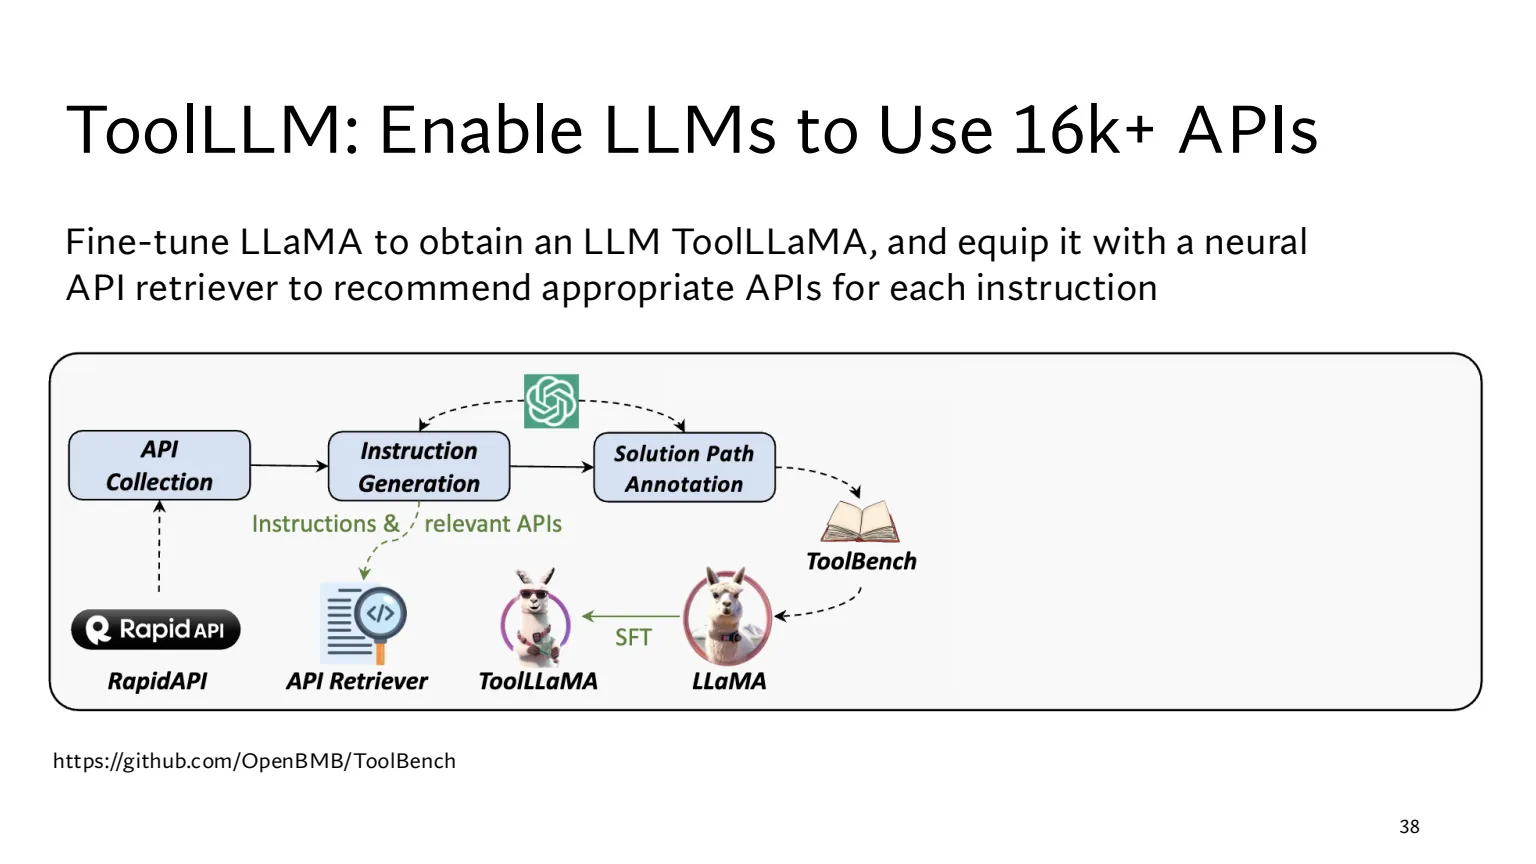 ToolLLM: Enable LLMs to Use 16k+ APIs
Fine-tune LLaMA to obtain an LLM ToolLLaMA, and equip it with a neural
API retriever to recommend appropriate APIs for each instruction
API
Collection
Instruction
Generation
Solution Path
Annotation
Instructions & relevant APIs
ToolBench
Rapid API
</>
SFT
RapidAPI
API Retriever
ToolLLaMA
LLaMA
https://github.com/OpenBMB/ToolBench
38